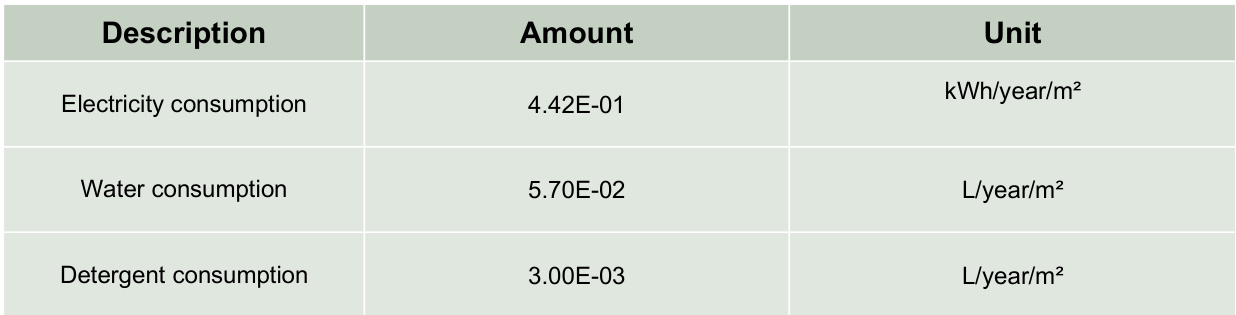 Description Amount Unit
Electricity consumption 4.42E-01 kWh/year/m²
Water consumption 5.70E-02 L/year/m²
Detergent consumption 3.00E-03 L/year/m²